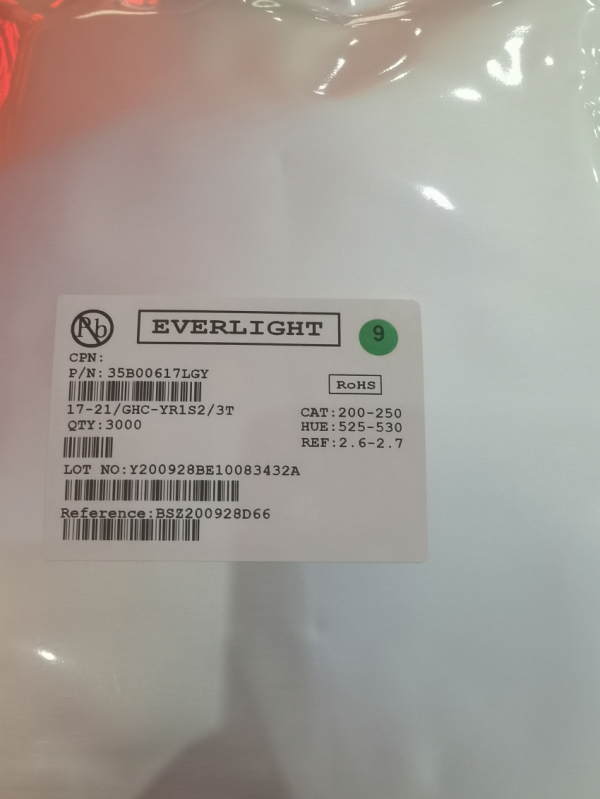 Pb
EVERLIGHT
9
CPN:
P/N:35B00617LGY
RoHS
17-21/GHC-YR1S2/3T
CAT:200-250
QTY:3000
HUE:525-530
REF:2.6-2.7
LOT NO:Y200928BE10083432A
Reference:BSZ200928D66